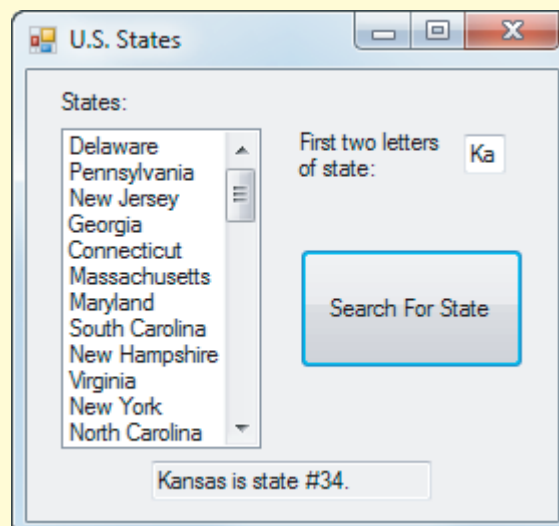 U.S. States
States:
Delaware
Pennsylvania
New Jersey
Georgia
Connecticut
Massachusetts
Maryland
South Carolina
New Hampshire
Virginia
New York
North Carolina
First two letters
of state:
Ka
Search For State
Kansas is state #34.